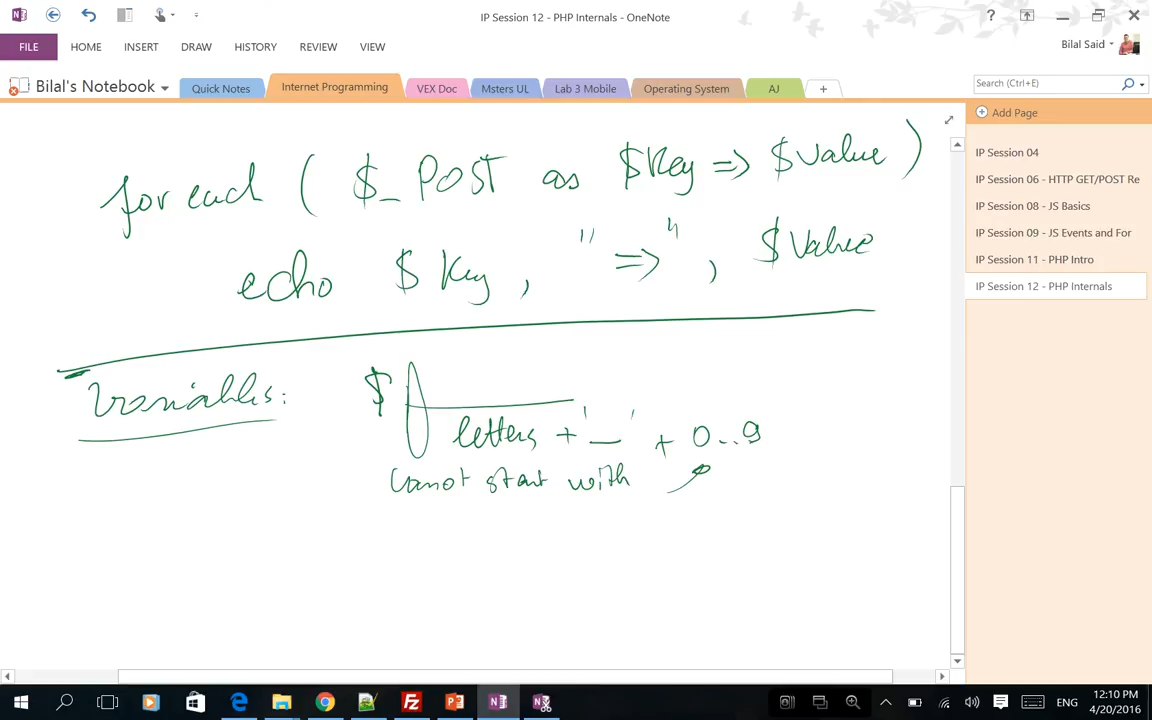 IP Session 12 - PHP Internals - OneNote
?
FILE HOME INSERT DRAW HISTORY REVIEW VIEW
Bilal Said
Bilal's Notebook Quick Notes Internet Programming VEX Doc Msters UL Lab 3 Mobile Operating System AJ +
Search (Ctrl+E)
Add Page
IP Session 04
IP Session 06 - HTTP GET/POST Re
IP Session 08 - JS Basics
IP Session 09 - JS Events and For
IP Session 11 - PHP Intro
IP Session 12 - PHP Internals
for each ( $_POST as $Key => $value )
echo $Key, "=>", $value
Variables: $
letters + '_' + 0..9
cannot start with
ENG
12:10 PM
4/20/2016